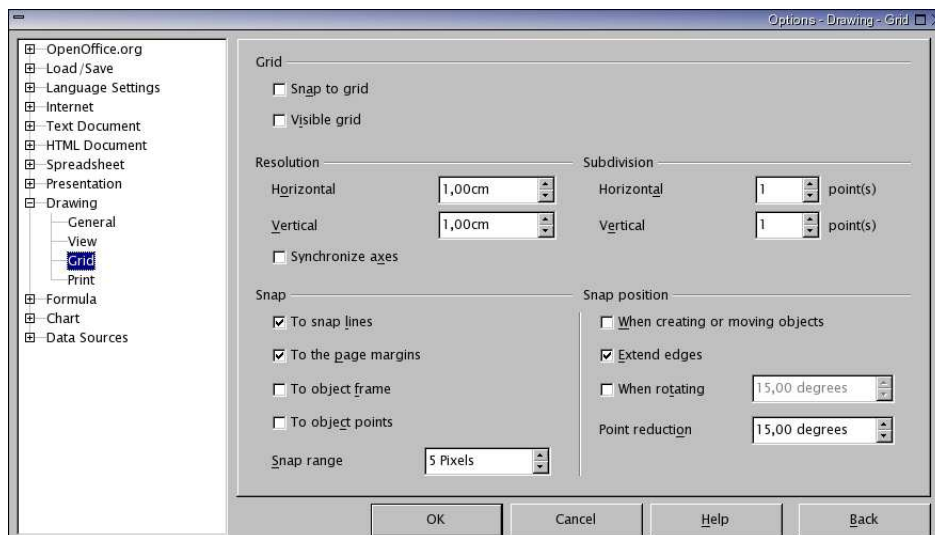 Options - Drawing - Grid
OpenOffice.org
Load/Save
Language Settings
Internet
Text Document
HTML Document
Spreadsheet
Presentation
Drawing
General
View
Grid
Print
Formula
Chart
Data Sources
Grid
Snap to grid
Visible grid
Resolution
Horizontal 1,00cm
Vertical 1,00cm
Synchronize axes
Subdivision
Horizontal 1 point(s)
Vertical 1 point(s)
Snap
To snap lines
To the page margins
To object frame
To object points
Snap range 5 Pixels
Snap position
When creating or moving objects
Extend edges
When rotating 15,00 degrees
Point reduction 15,00 degrees
OK Cancel Help Back